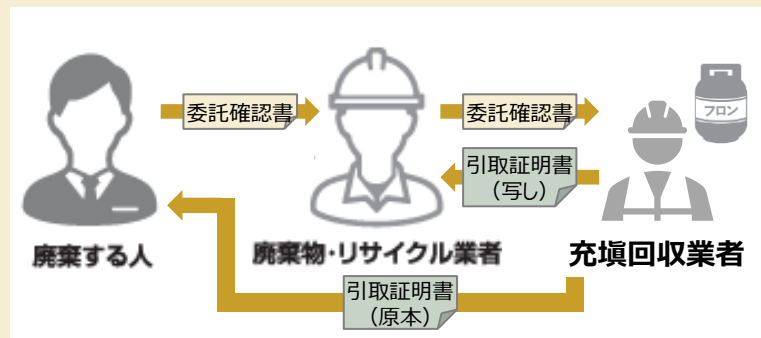 委託確認書
委託確認書
フロン
引取証明書
（写し）
廃棄する人
廃棄物・リサイクル業者
充塡回収業者
引取証明書
（原本）